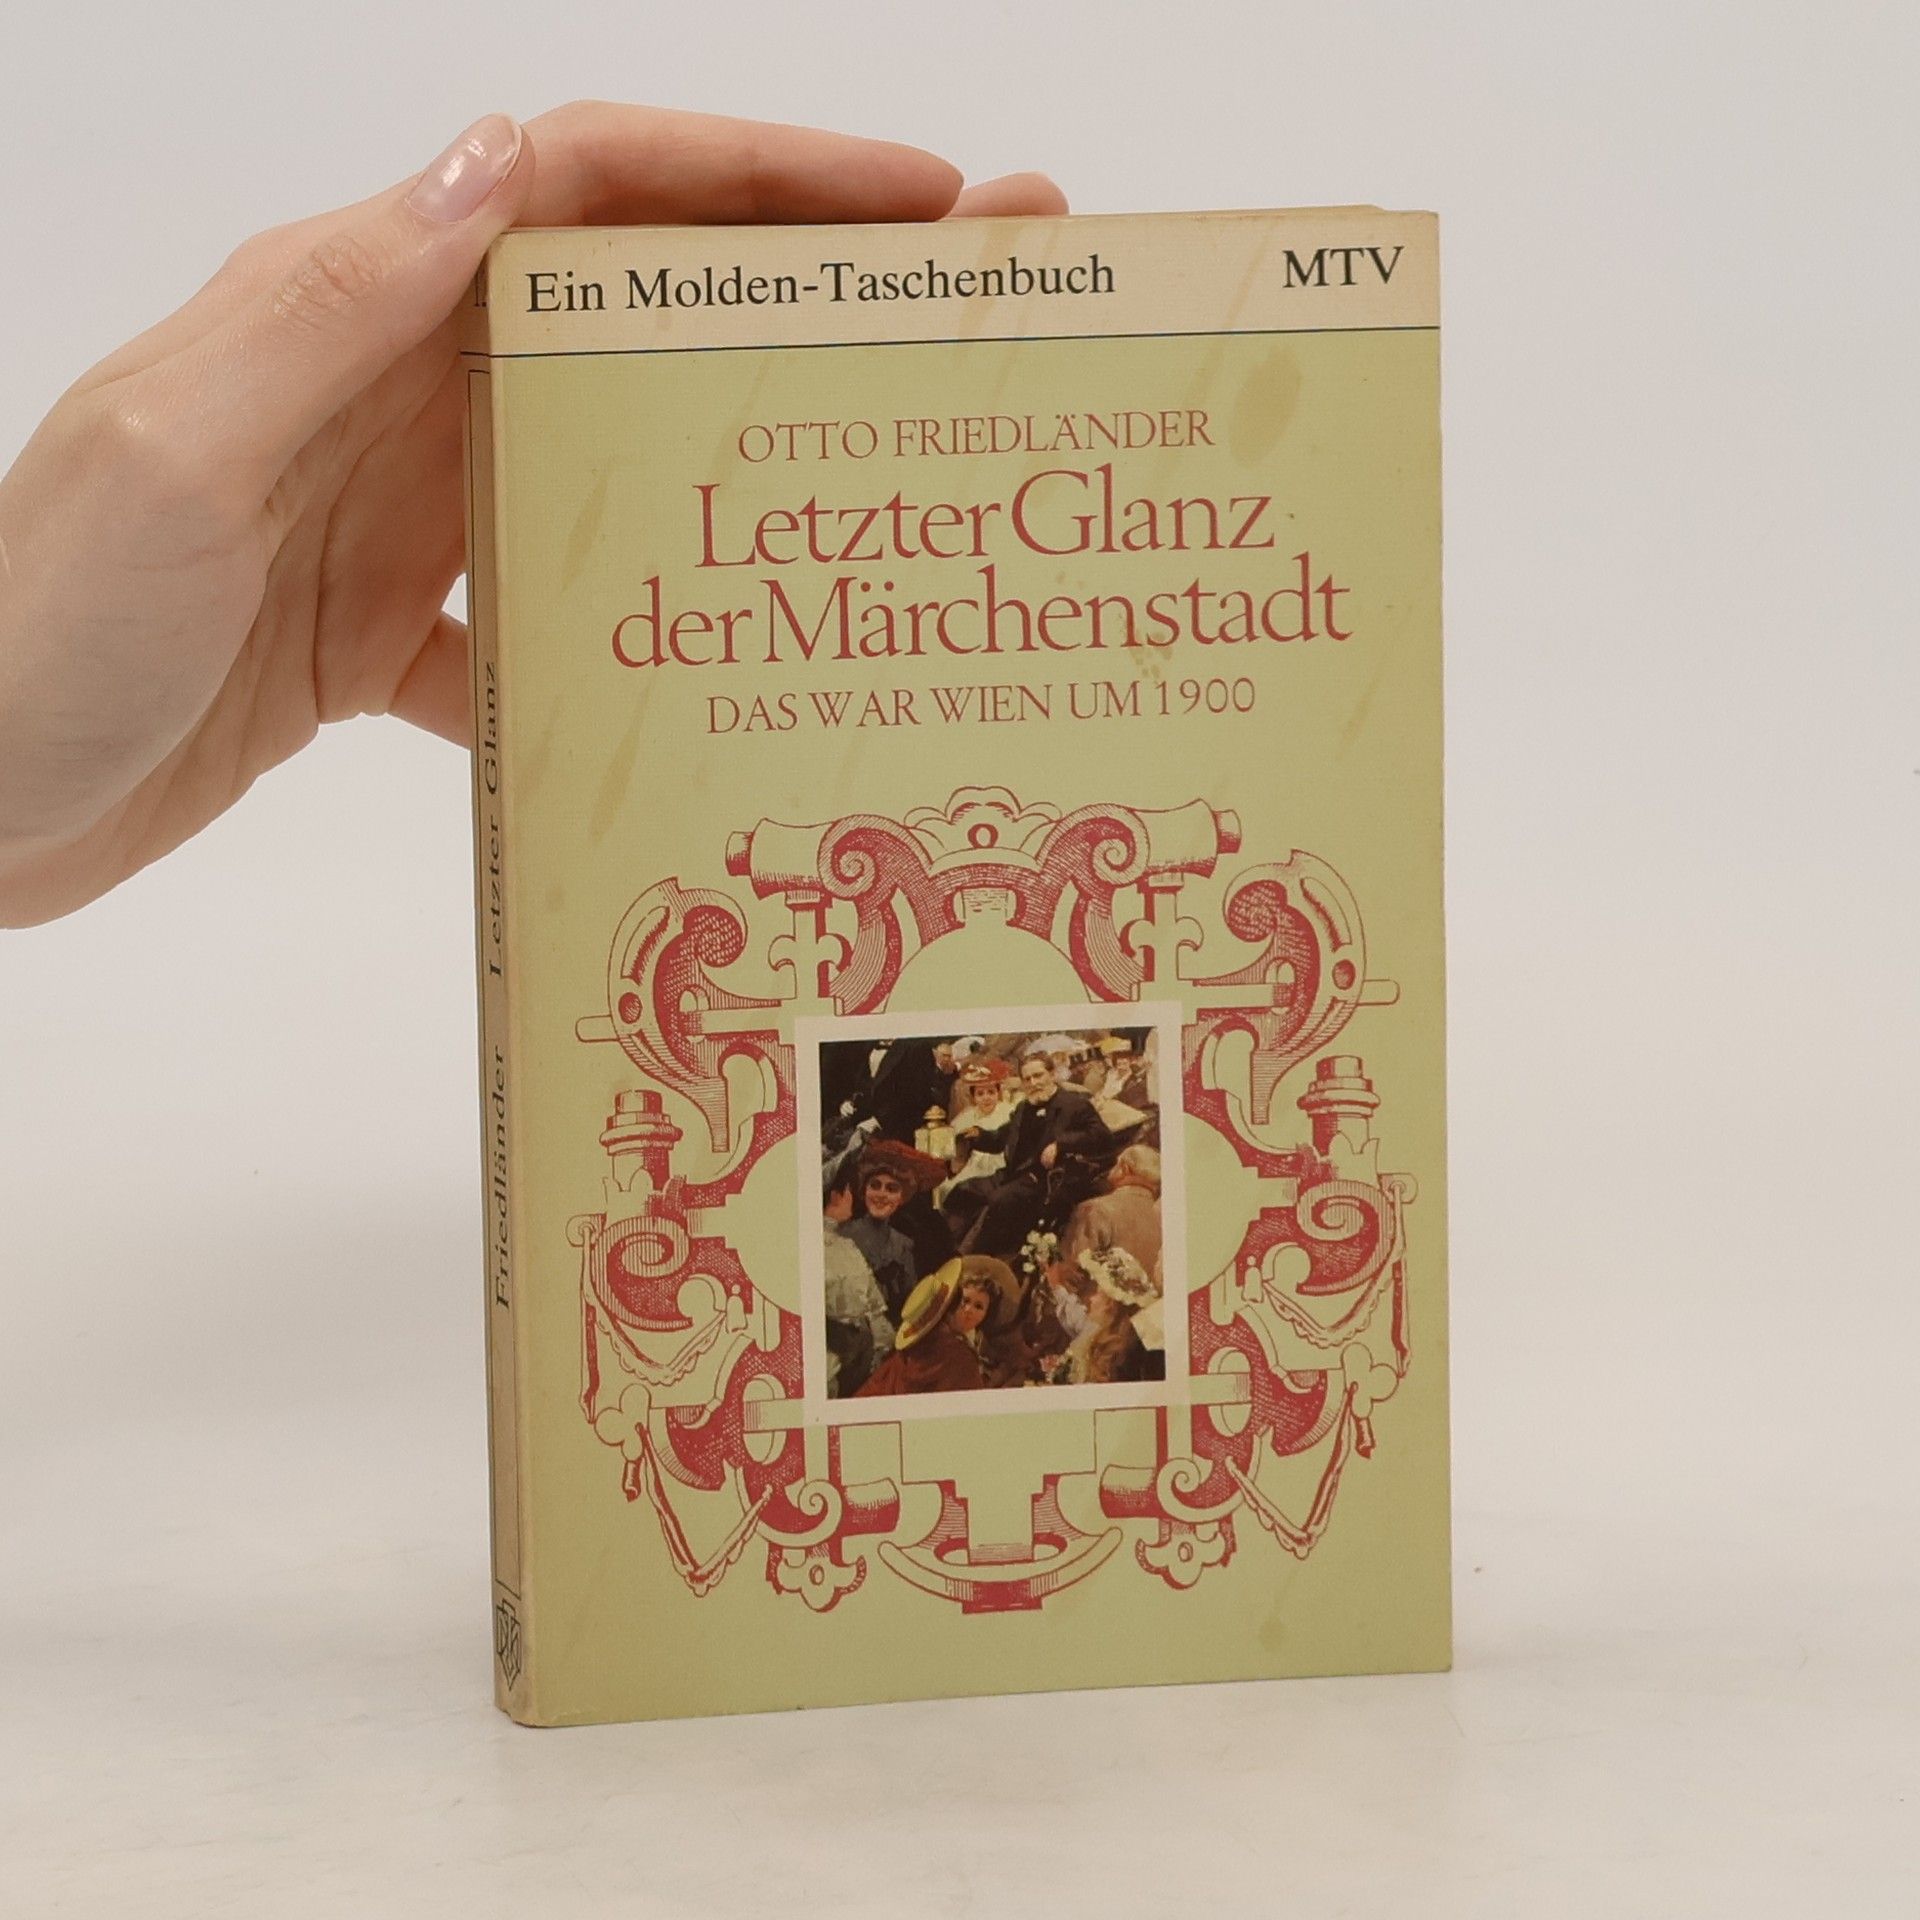 Ein Molden-Taschenbuch MTV
OTTO FRIEDLÄNDER
Letzter Glanz
der Märchenstadt
DAS WAR WIEN UM 1900
Friedländer Letzter Glanz